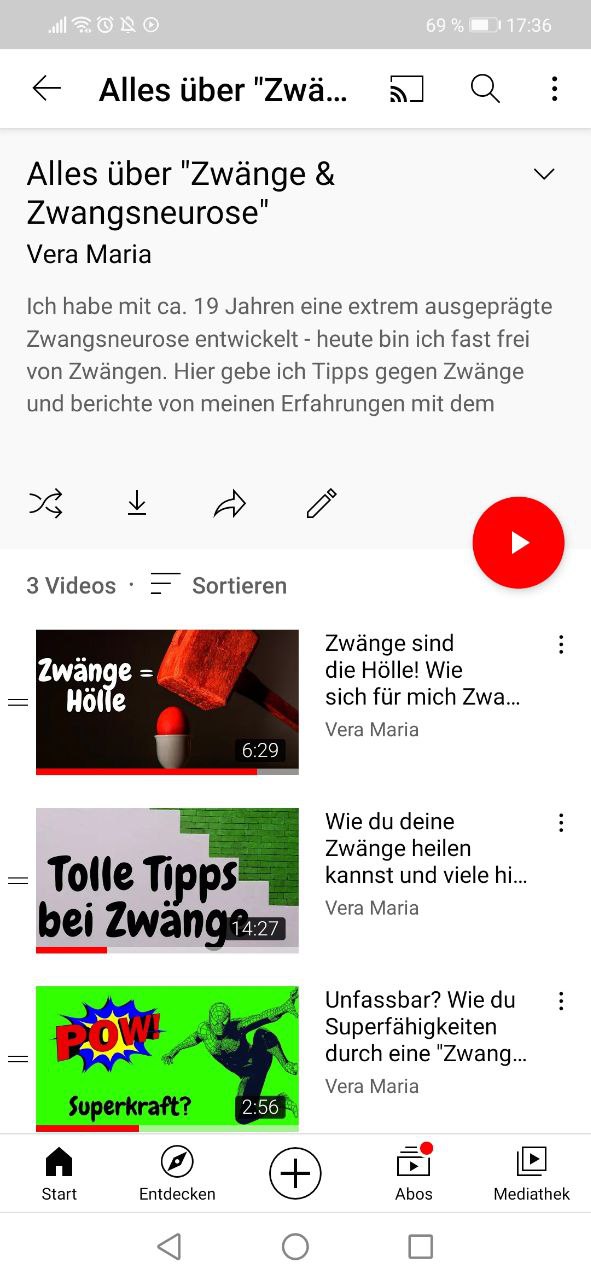 69 % 17:36
Alles über "Zwä...
Alles über "Zwänge &
Zwangsneurose"
Vera Maria
Ich habe mit ca. 19 Jahren eine extrem ausgeprägte
Zwangsneurose entwickelt - heute bin ich fast frei
von Zwängen. Hier gebe ich Tipps gegen Zwänge
und berichte von meinen Erfahrungen mit dem
3 Videos · Sortieren
Zwänge =
Hölle
6:29
Zwänge sind
die Hölle! Wie
sich für mich Zwa...
Vera Maria
Tolle Tipps
bei Zwänge
14:27
Wie du deine
Zwänge heilen
kannst und viele hi...
Vera Maria
POW!
Superkraft?
2:56
Unfassbar? Wie du
Superfähigkeiten
durch eine "Zwang...
Vera Maria
Start Entdecken Abos Mediathek